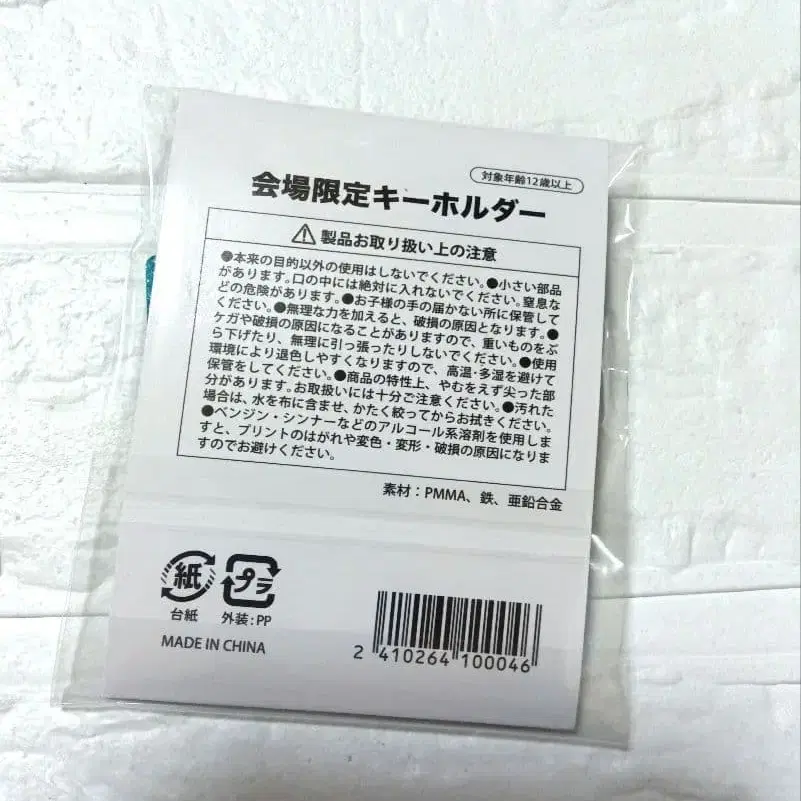 対象年齢12歳以上
会場限定キーホルダー
⚠製品お取り扱い上の注意
●本来の目的以外の使用はしないでください。●小さい部品
があります。口の中には絶対に入れないでください。窒息な
どの危険があります。●お子様の手の届かない所に保管して
ください。●無理な力を加えると、破損の原因となります。●
ケガや破損の原因になることがありますので、重いものをぶ
ら下げたり、無理に引っ張ったりしないでください。●使用
環境により退色しやすくなりますので、高温・多湿を避けて
保管をしてください。●商品の特性上、やむをえず尖った部
分があります。お取扱いには十分ご注意ください。●汚れた
場合は、水を布に含ませ、かたく絞ってからお拭きください。
●ベンジン・シンナーなどのアルコール系溶剤を使用しま
すと、プリントのはがれや変色・変形・破損の原因になりま
すのでお避けください。
素材：PMMA、鉄、亜鉛合金
紙 プラ
台紙 外装：PP
MADE IN CHINA
2 410264 100046